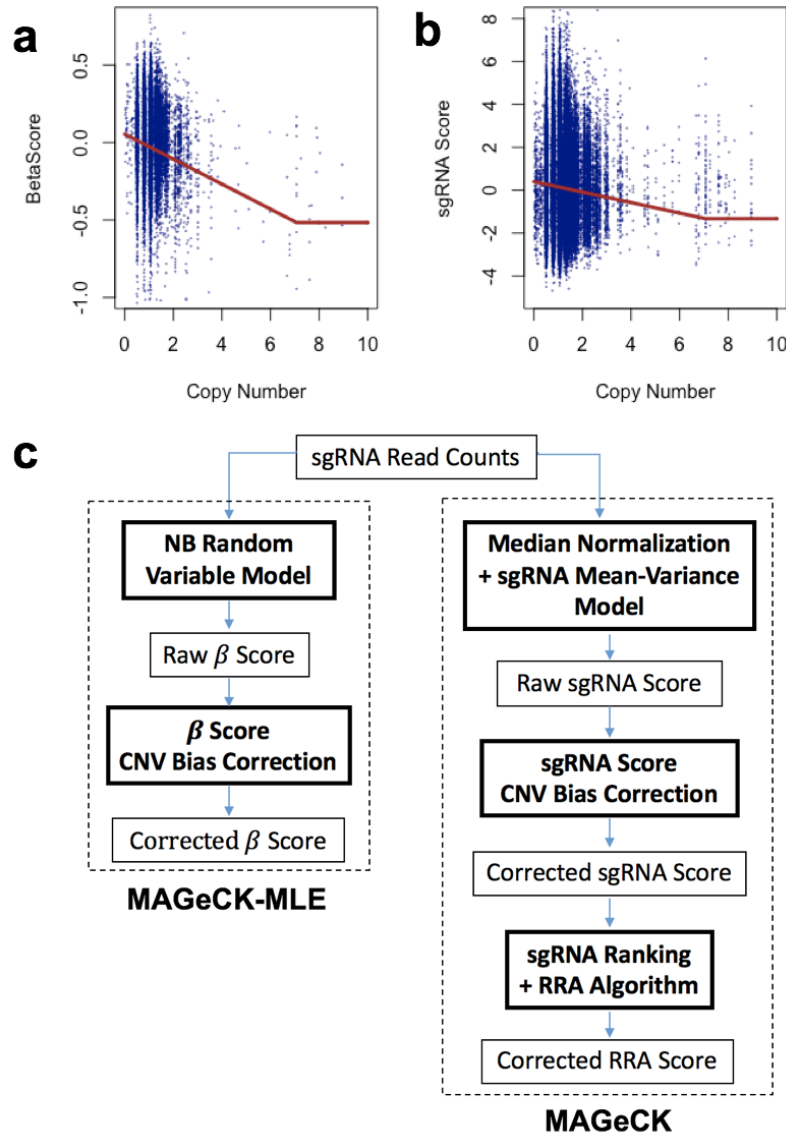 a
b
0.5
0.0
-0.5
-1.0
BetaScore
0 2 4 6 8 10
Copy Number
8
6
4
2
0
-2
-4
sgRNA Score
0 2 4 6 8 10
Copy Number
c
sgRNA Read Counts
NB Random
Variable Model
Raw β Score
β Score
CNV Bias Correction
Corrected β Score
MAGeCK-MLE
Median Normalization
+ sgRNA Mean-Variance
Model
Raw sgRNA Score
sgRNA Score
CNV Bias Correction
Corrected sgRNA Score
sgRNA Ranking
+ RRA Algorithm
Corrected RRA Score
MAGeCK